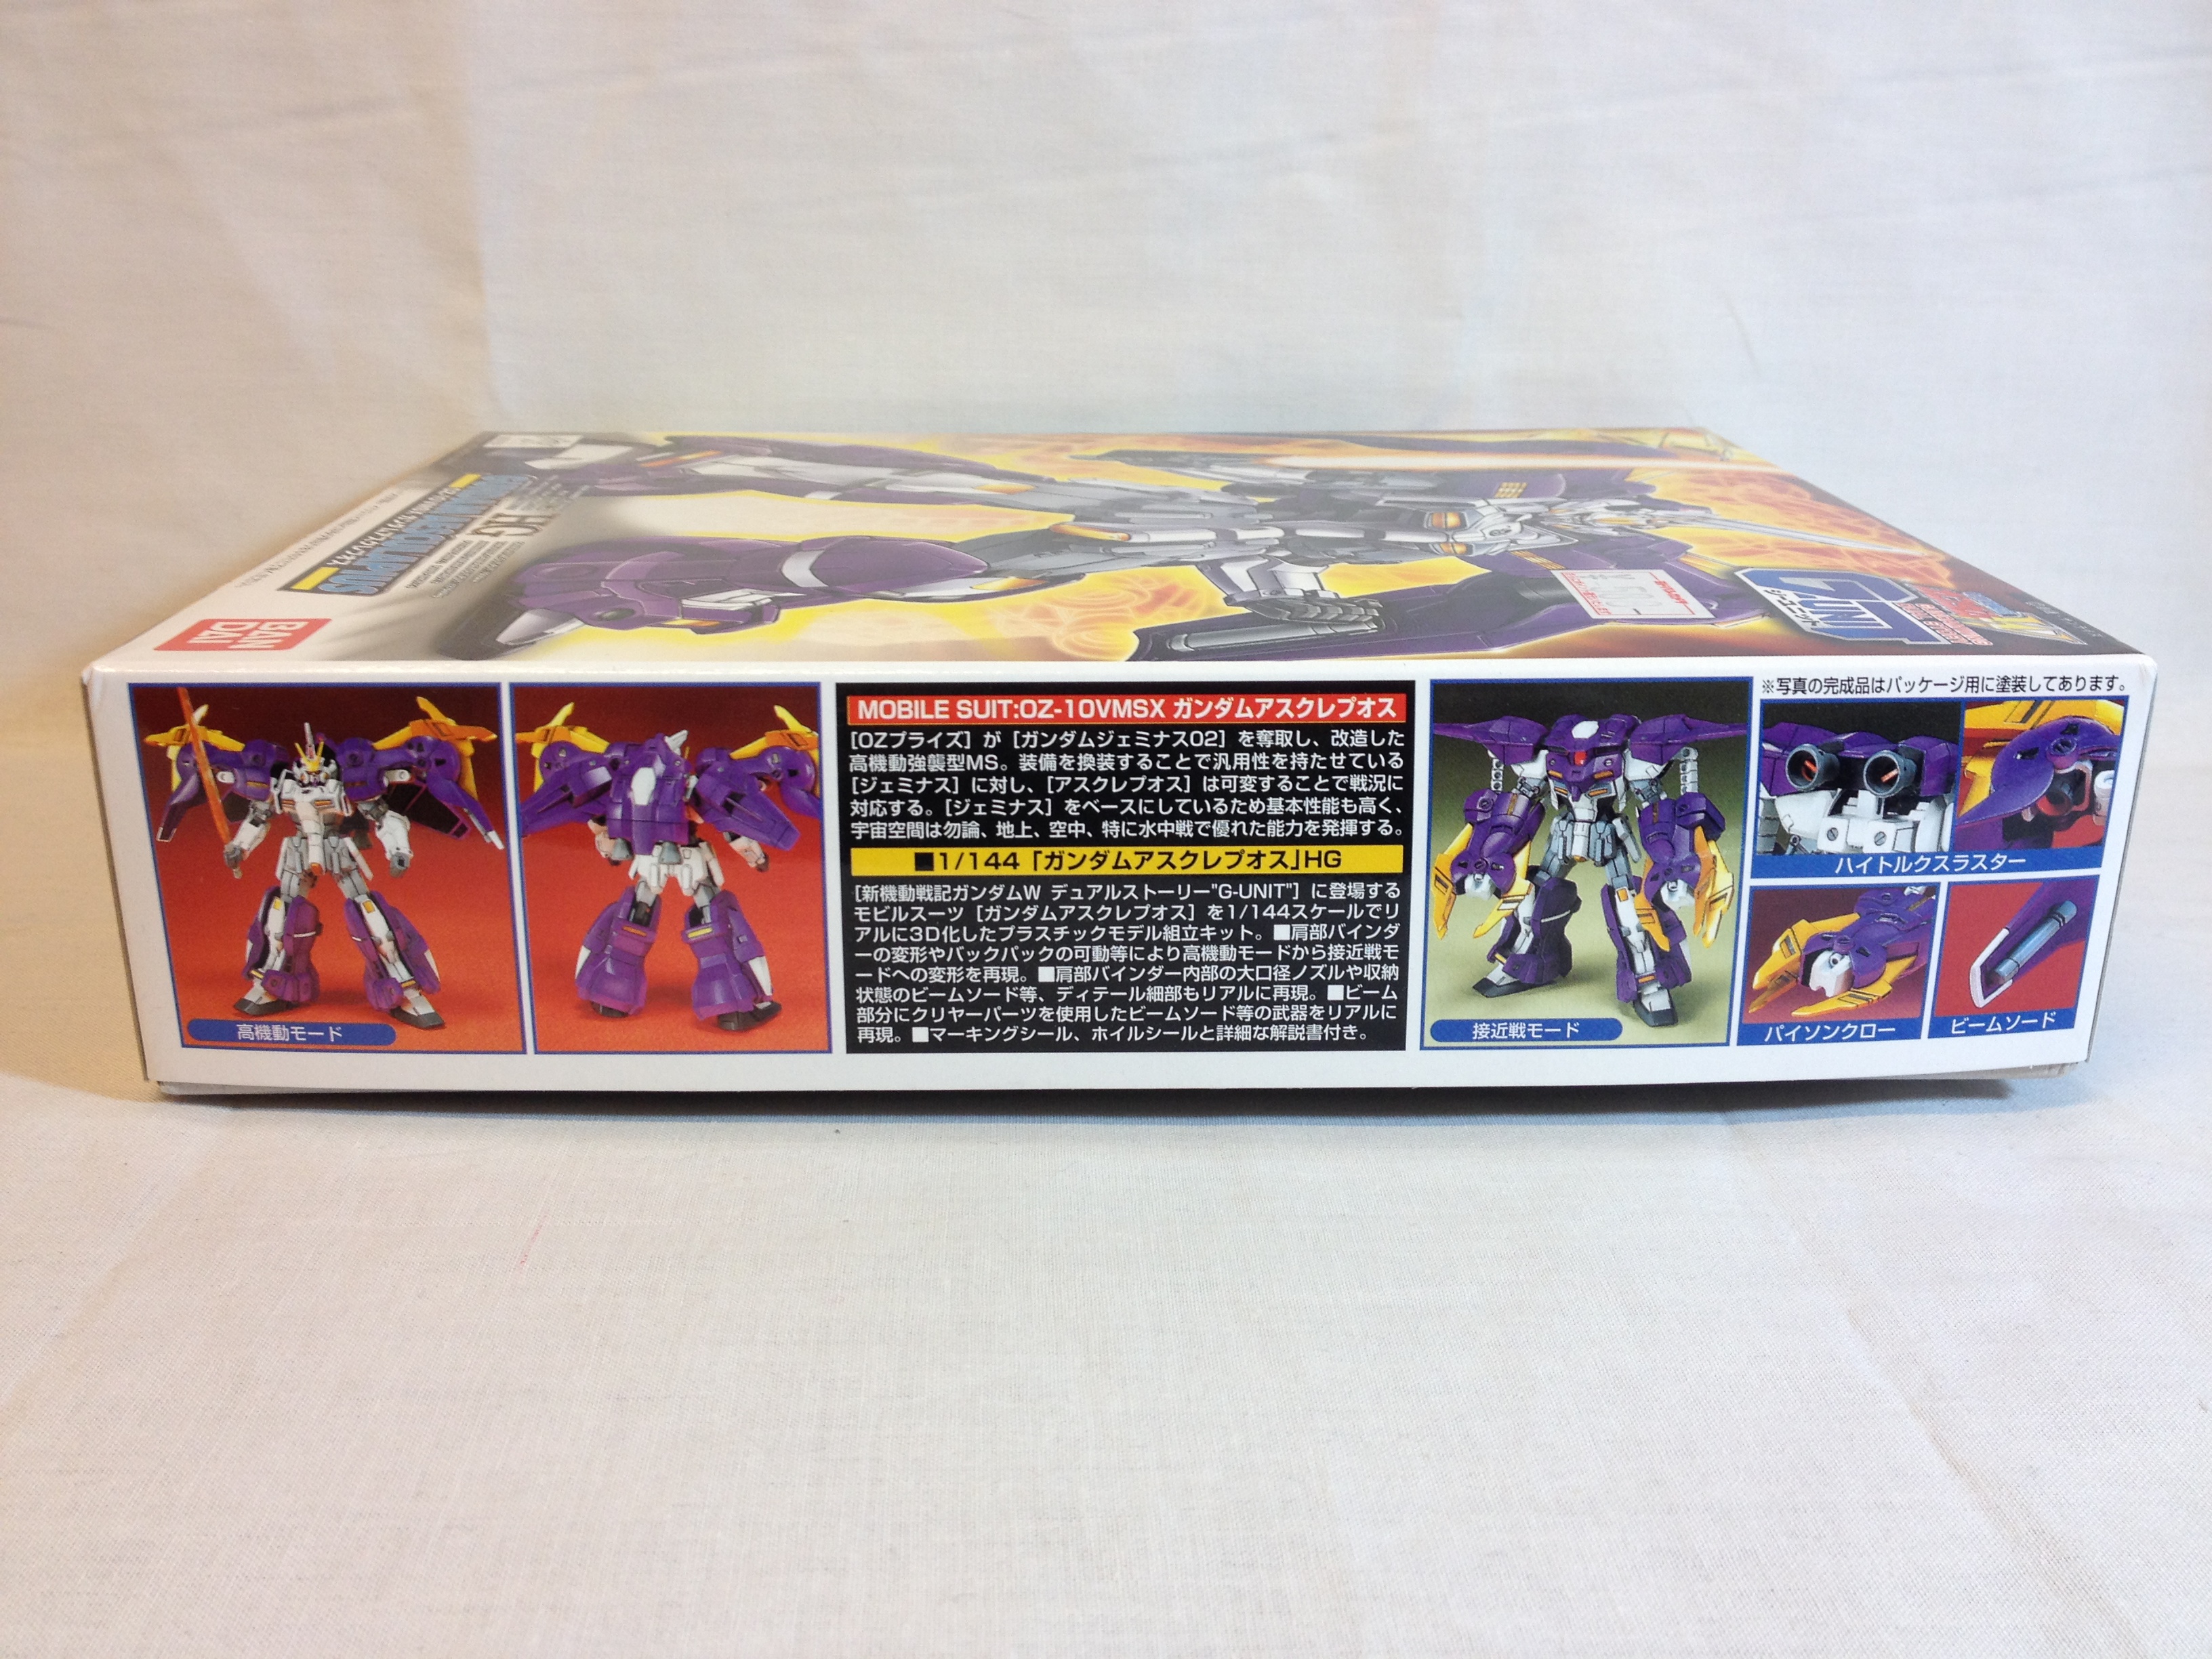 BAN
DAI
HG
G-UNIT
ジーユニット
MOBILE SUIT:OZ-10VMSX ガンダムアスクレプオス
[OZプライズ] が [ガンダムジェミナス02] を奪取し、改造した
高機動強襲型MS。装備を換装することで汎用性を持たせている
[ジェミナス] に対し、[アスクレプオス] は可変することで戦況に
対応する。[ジェミナス] をベースにしているため基本性能も高く、
宇宙空間は勿論、地上、空中、特に水中戦で優れた能力を発揮する。
■1/144「ガンダムアスクレプオス」HG
[新機動戦記ガンダムW デュアルストーリー"G-UNIT"] に登場する
モビルスーツ [ガンダムアスクレプオス] を1/144スケールでリ
アルに3D化したプラスチックモデル組立キット。■肩部バインダ
ーの変形やバックパックの可動等により高機動モードから接近戦モ
ードへの変形を再現。■肩部バインダー内部の大口径ノズルや収納
状態のビームソード等、ディテール細部もリアルに再現。■ビーム
部分にクリヤーパーツを使用したビームソード等の武器をリアルに
再現。■マーキングシール、ホイルシールと詳細な解説書付き。
高機動モード
接近戦モード
※写真の完成品はパッケージ用に塗装してあります。
ハイトルクスラスター
パイソンクロー
ビームソード